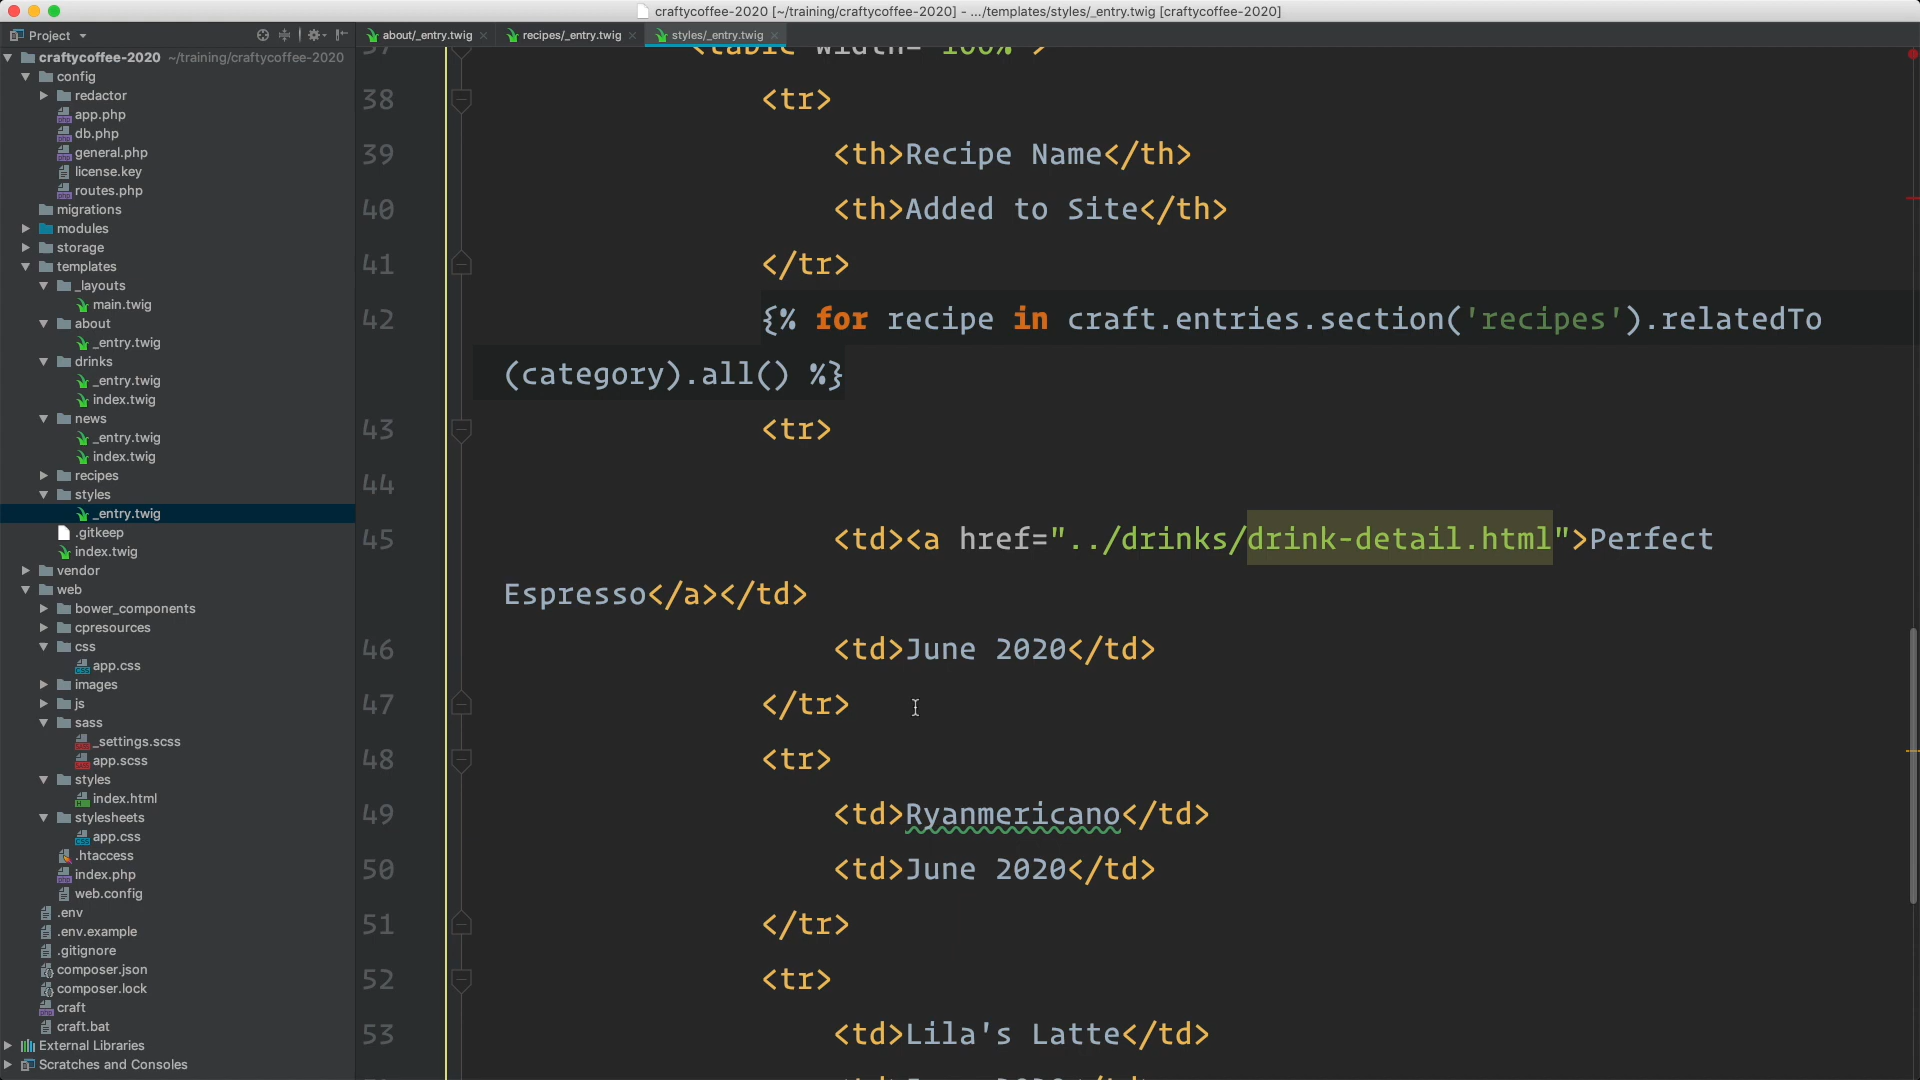 craftycoffee-2020 [~/training/craftycoffee-2020] - .../templates/styles/_entry.twig [craftycoffee-2020]
Project
about/_entry.twig
recipes/_entry.twig
styles/_entry.twig
craftycoffee-2020 ~/training/craftycoffee-2020
config
redactor
app.php
db.php
general.php
license.key
routes.php
migrations
modules
storage
templates
_layouts
main.twig
about
_entry.twig
drinks
_entry.twig
index.twig
news
_entry.twig
index.twig
recipes
styles
_entry.twig
.gitkeep
index.twig
vendor
web
bower_components
cpresources
css
app.css
images
js
sass
_settings.scss
app.scss
styles
index.html
stylesheets
app.css
.htaccess
index.php
web.config
.env
.env.example
.gitignore
composer.json
composer.lock
craft
craft.bat
External Libraries
Scratches and Consoles
37 <table width="100%">
38 <tr>
39 <th>Recipe Name</th>
40 <th>Added to Site</th>
41 </tr>
42 {% for recipe in craft.entries.section('recipes').relatedTo
(category).all() %}
43 <tr>
44
45 <td><a href="../drinks/drink-detail.html">Perfect
Espresso</a></td>
46 <td>June 2020</td>
47 </tr>
48 <tr>
49 <td>Ryanmericano</td>
50 <td>June 2020</td>
51 </tr>
52 <tr>
53 <td>Lila's Latte</td>